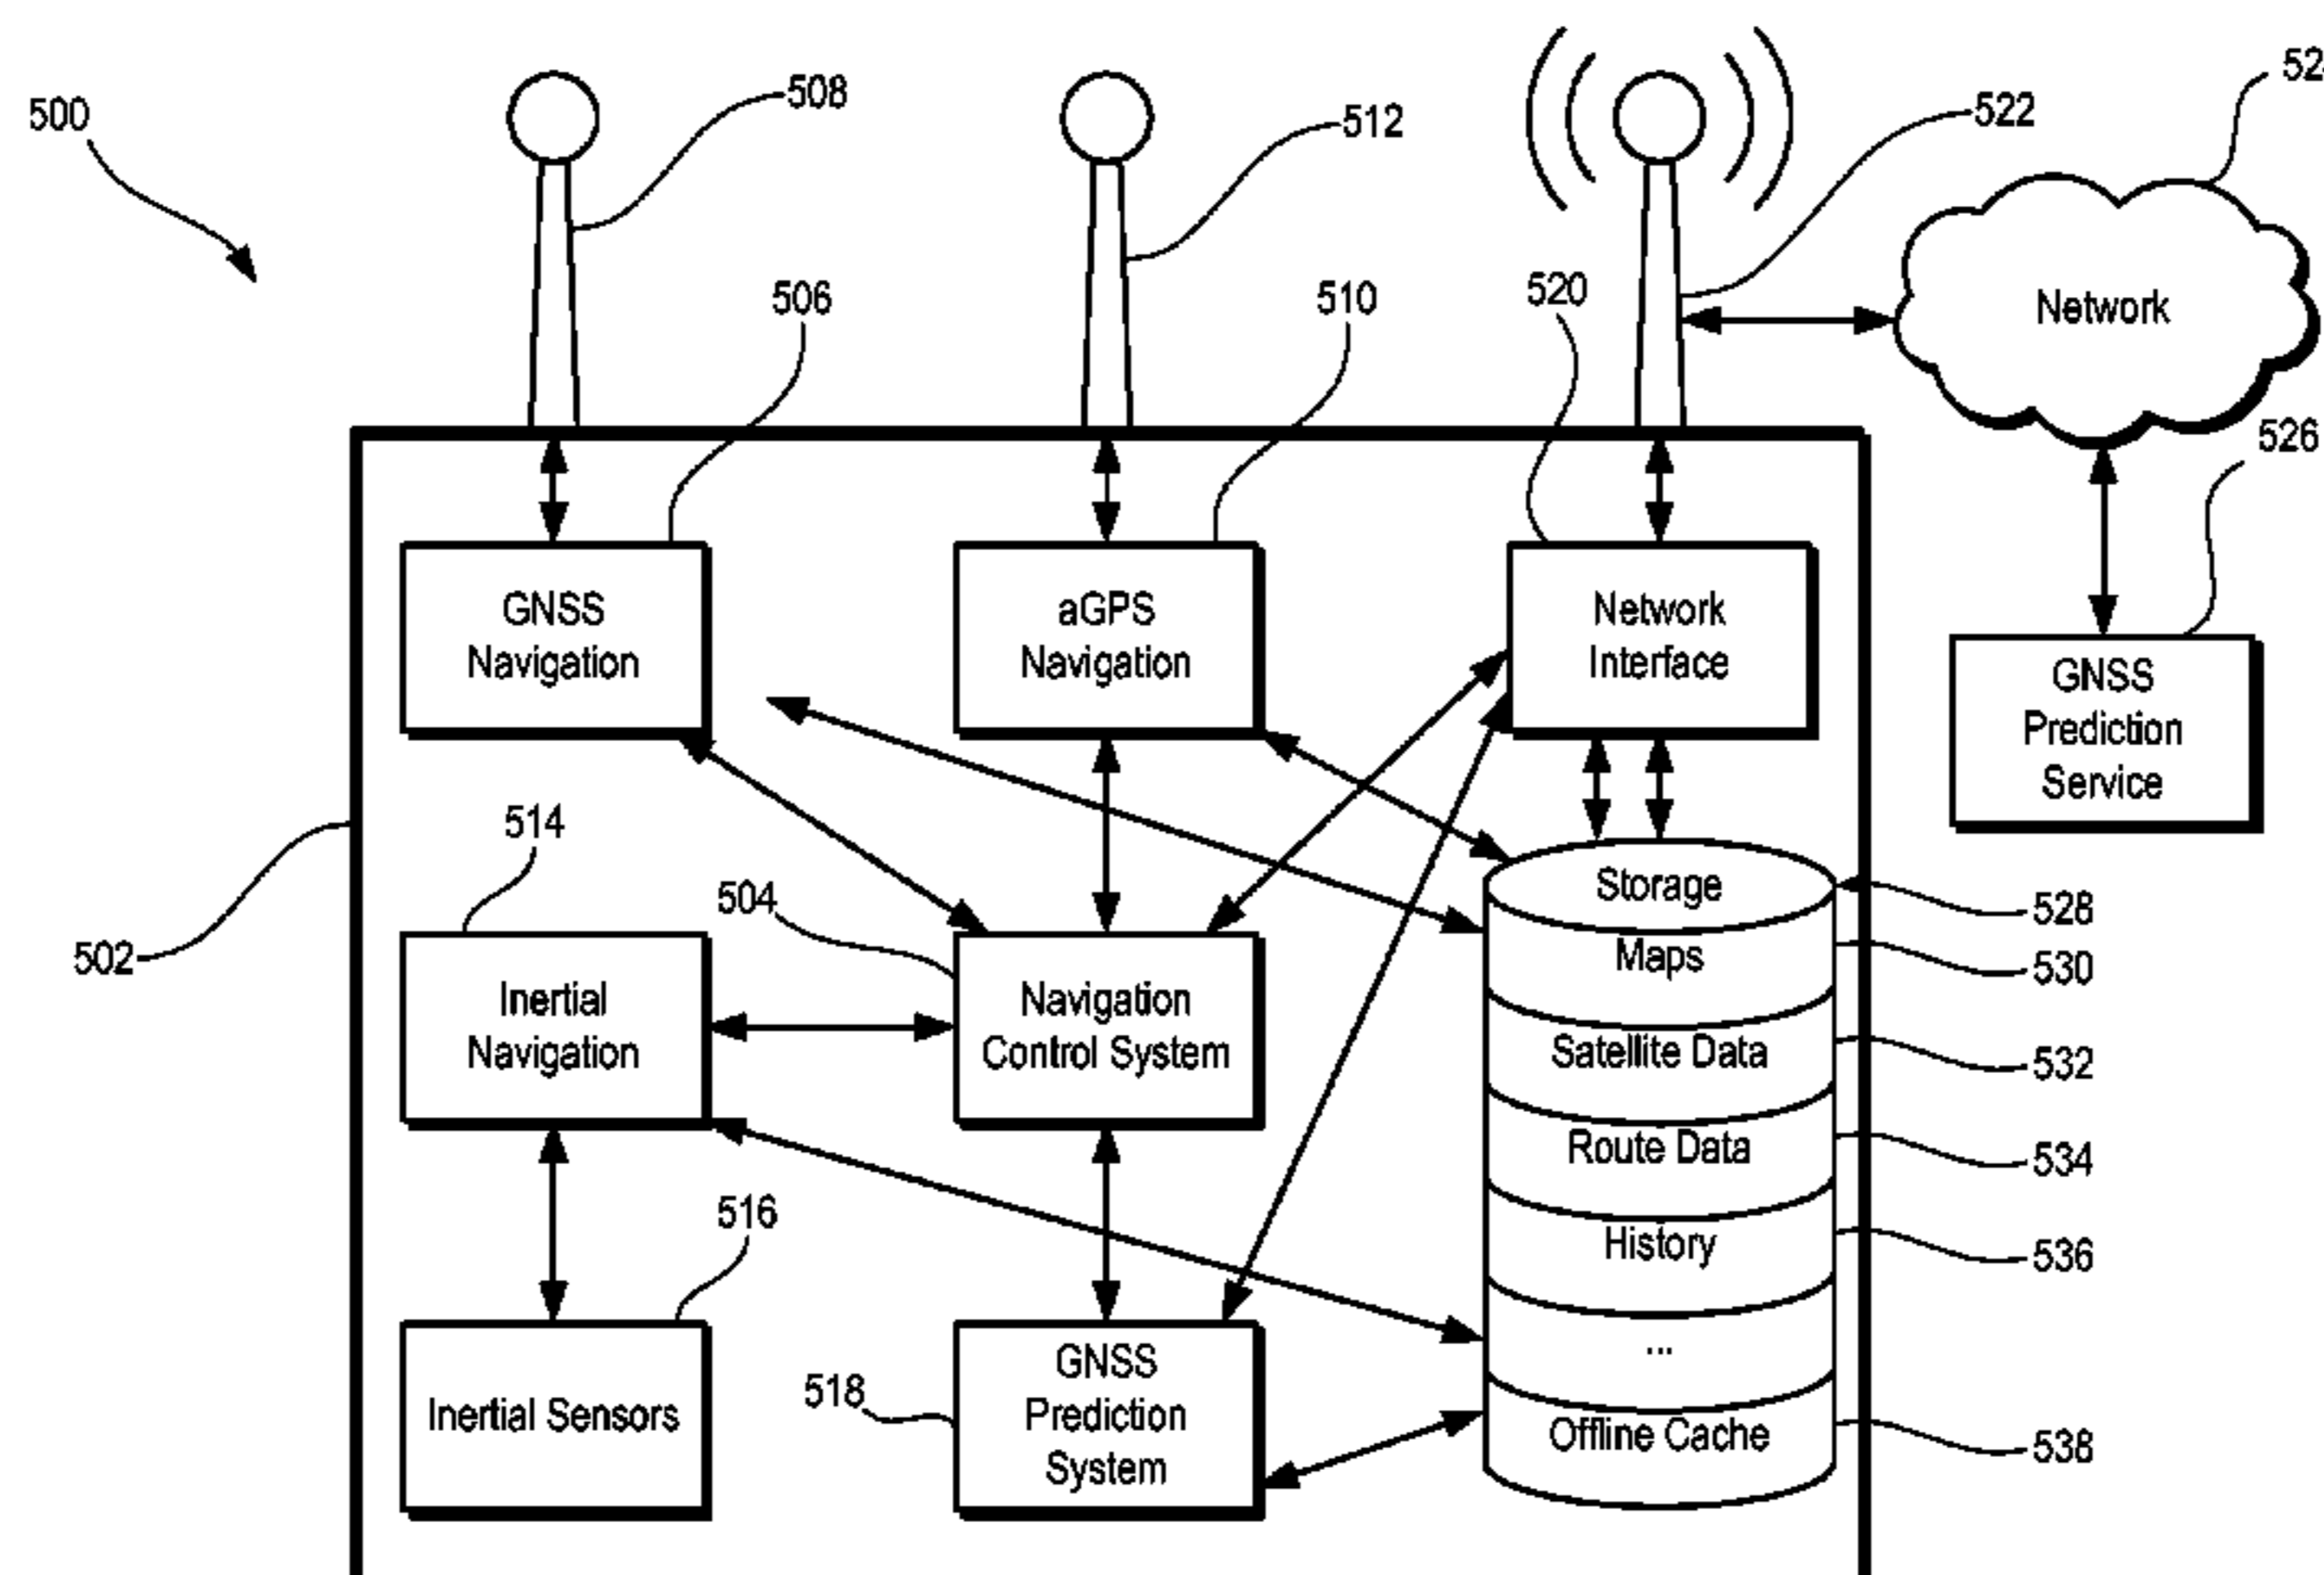 500
508
512
522
52
506
510
520
Network
526
GNSS
Navigation
aGPS
Navigation
Network
Interface
GNSS
Prediction
Service
514
504
502
Storage
528
Maps
530
Inertial
Navigation
Navigation
Control System
Satellite Data
532
Route Data
534
516
History
536
...
518
Inertial Sensors
GNSS
Prediction
System
Offline Cache
538